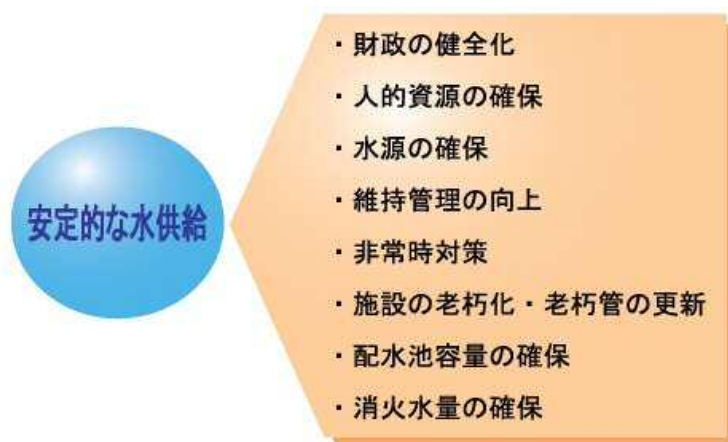 安定的な水供給
・財政の健全化
・人的資源の確保
・水源の確保
・維持管理の向上
・非常時対策
・施設の老朽化・老朽管の更新
・配水池容量の確保
・消火水量の確保